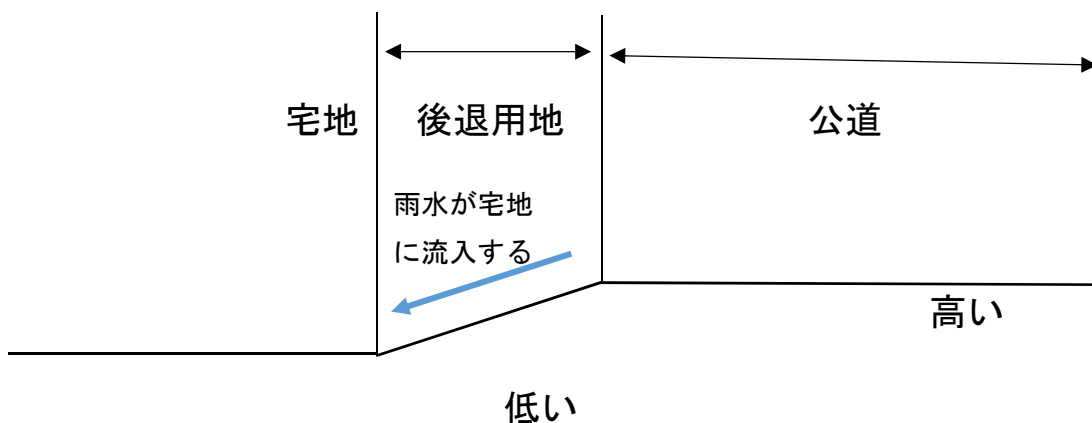 宅地
後退用地
公道
雨水が宅地
に流入する
高い
低い